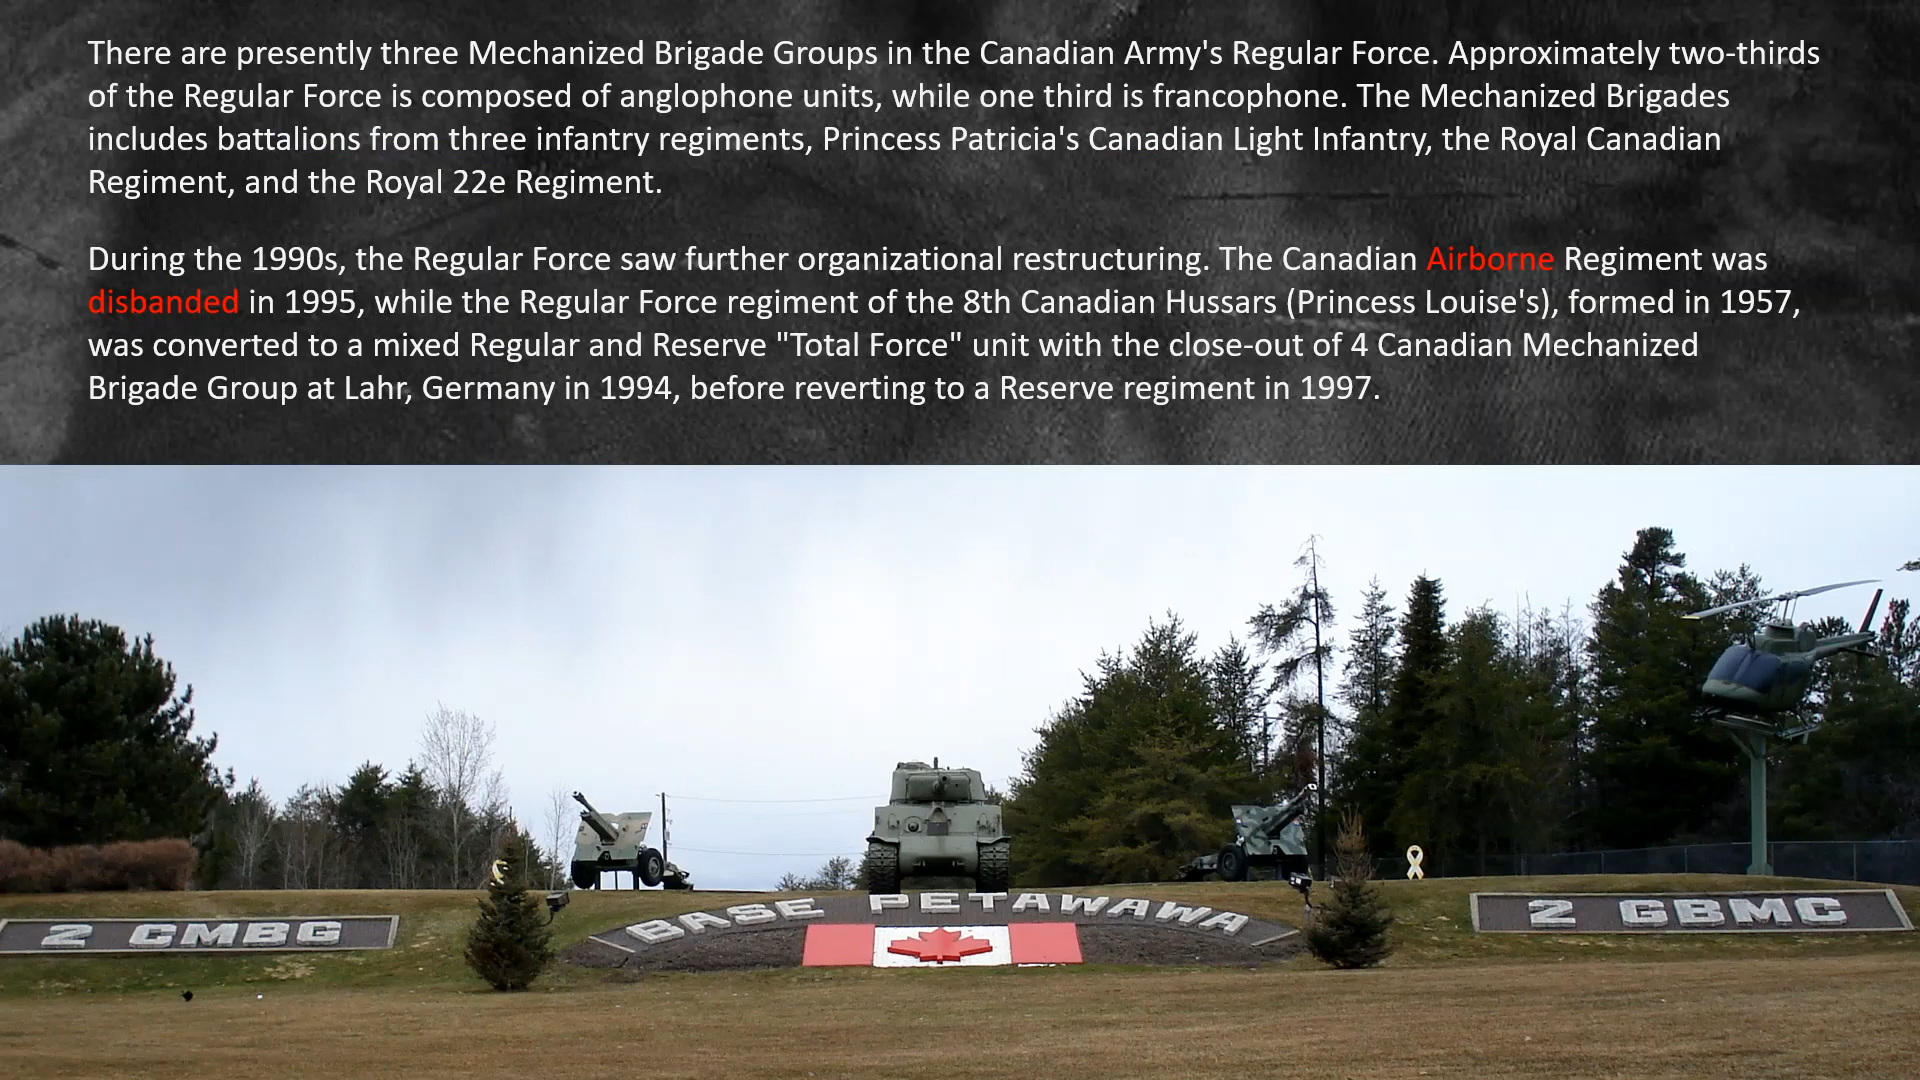 There are presently three Mechanized Brigade Groups in the Canadian Army's Regular Force. Approximately two-thirds
of the Regular Force is composed of anglophone units, while one third is francophone. The Mechanized Brigades
includes battalions from three infantry regiments, Princess Patricia's Canadian Light Infantry, the Royal Canadian
Regiment, and the Royal 22e Regiment.
During the 1990s, the Regular Force saw further organizational restructuring. The Canadian Airborne Regiment was
disbanded in 1995, while the Regular Force regiment of the 8th Canadian Hussars (Princess Louise's), formed in 1957,
was converted to a mixed Regular and Reserve "Total Force" unit with the close-out of 4 Canadian Mechanized
Brigade Group at Lahr, Germany in 1994, before reverting to a Reserve regiment in 1997.
BASE PETAWAWA
2 CMBG
2 GBMC